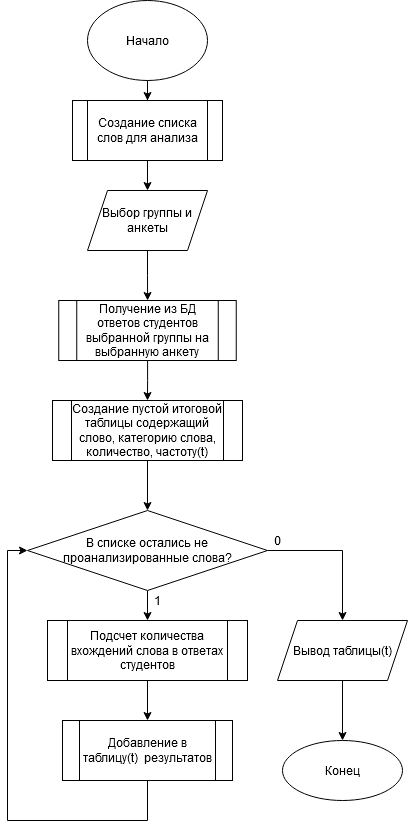 Начало
Создание списка
слов для анализа
Выбор группы и
анкеты
Получение из БД
ответов студентов
выбранной группы на
выбранную анкету
Создание пустой итоговой
таблицы содержащий
слово, категорию слова,
количество, частоту(t)
В списке остались не
проанализированные слова?
0
1
Подсчет количества
вхождений слова в ответах
студентов
Вывод таблицы(t)
Добавление в
таблицу(t) результатов
Конец